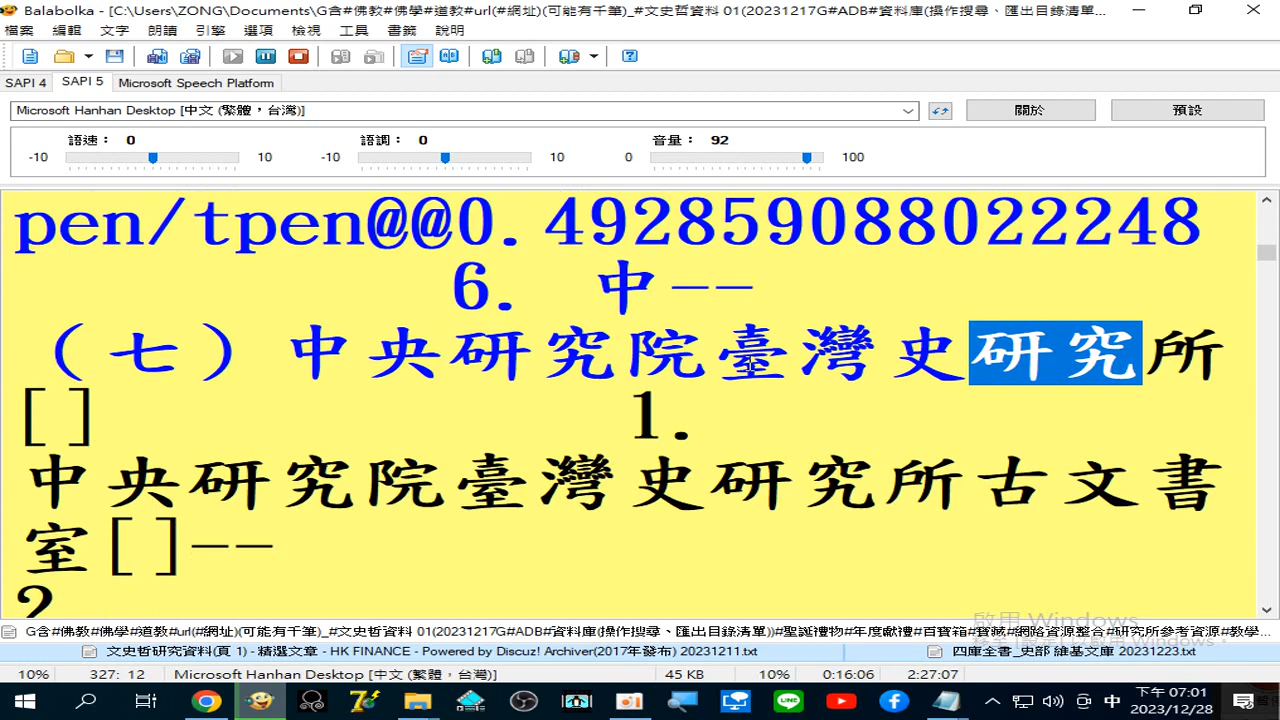 Balabolka - [C:\Users\ZONG\Documents\G含#佛教#佛學#道教#url(#網址)(可能有千筆)_#文史哲資料 01(20231217G#ADB#資料庫(操作搜尋、匯出目錄清單...
檔案 編輯 文字 朗讀 引擎 選項 檢視 工具 書籤 說明
SAPI 4 SAPI 5 Microsoft Speech Platform
Microsoft Hanhan Desktop [中文 (繁體，台灣)] 關於 預設
語速： 0 語調： 0 音量： 92
-10 10 -10 10 0 100
pen/tpen@@0.492859088022248
6. 中--
（七）中央研究院臺灣史研究所
[] 1.
中央研究院臺灣史研究所古文書
室[]--
2
啟用 Windows
G含#佛教#佛學#道教#url(#網址)(可能有千筆)_#文史哲資料 01(20231217G#ADB#資料庫(操作搜尋、匯出目錄清單))#聖誕禮物#年度獻禮#百寶箱#寶城#網路資源整合#研究所參考資源#教學...
文史哲研究資料(頁 1) - 精選文章 - HK FINANCE - Powered by Discuz! Archiver(2017年發布) 20231211.txt 四庫全書_史部 維基文庫 20231223.txt
10% 327: 12 Microsoft Hanhan Desktop [中文 (繁體，台灣)] 45 KB 10% 0:16:06 2:27:07
中 下午 07:01
2023/12/28